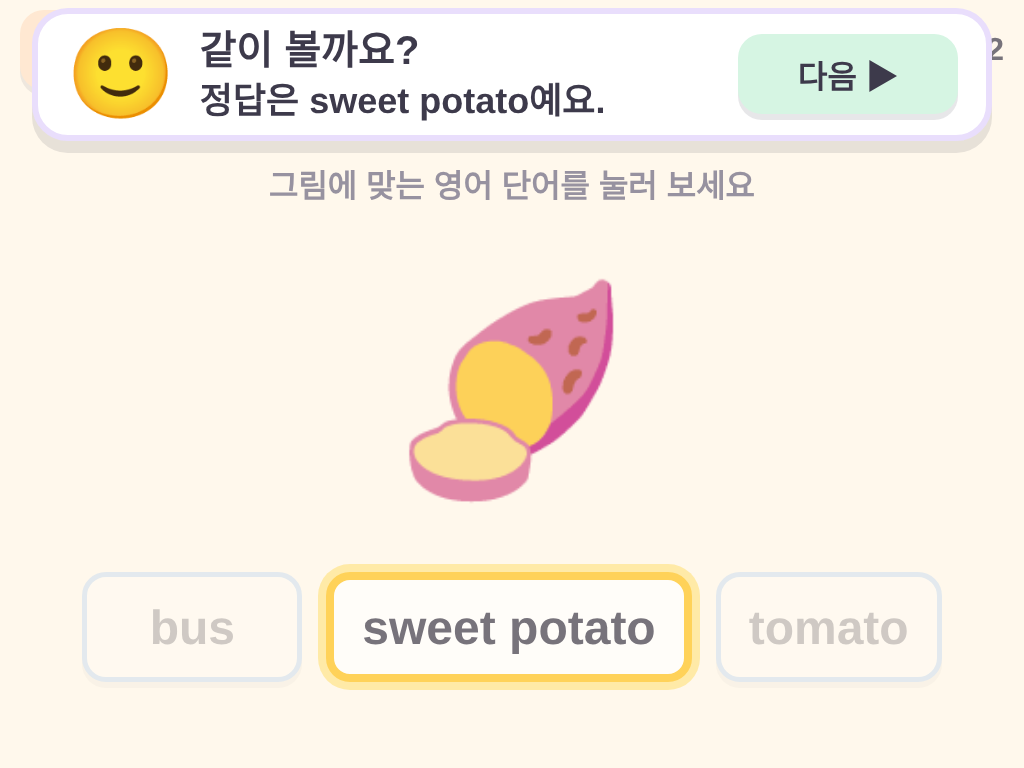 같이 볼까요?
정답은 sweet potato예요.
다음 ▶
2
그림에 맞는 영어 단어를 눌러 보세요
bus
sweet potato
tomato